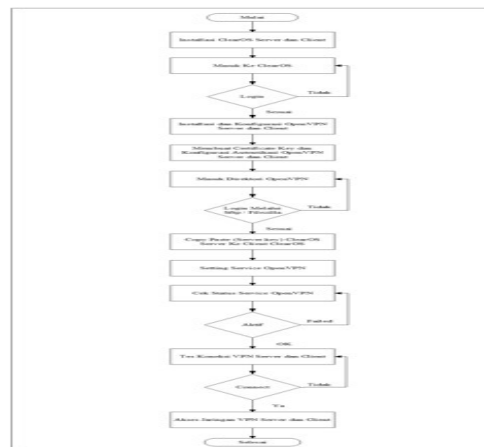 Mulai
Instalasi ClearOS Server dan Client
Masuk Ke ClearOS
Login
Tidak
Sesuai
Instalasi dan Konfigurasi OpenVPN
Server dan Client
Membuat Certificate Key dan
Konfigurasi Autentikasi OpenVPN
Server dan Client
Masuk Direktori OpenVPN
Login Melalui
Filezilla
Tidak
Sesuai
Copy Paste (Server.key) ClearOS
Server Ke Client ClearOS
Setting Service OpenVPN
Cek Status Service OpenVPN
Aktif
Failed
OK
Tes Koneksi VPN Server dan Client
Connect
Tidak
Ya
Akses Jaringan VPN Server dan Client
Selesai